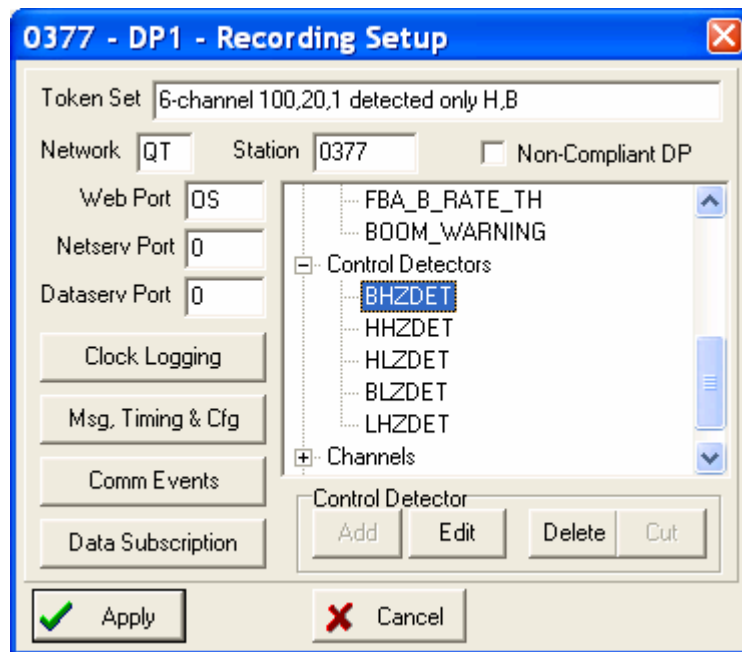 0377 - DP1 - Recording Setup
Token Set 6-channel 100,20,1 detected only H,B
Network QT Station 0377 Non-Compliant DP
Web Port OS
Netserv Port 0
Dataserv Port 0
Clock Logging
Msg, Timing & Cfg
Comm Events
Data Subscription
FBA_B_RATE_TH
BOOM_WARNING
Control Detectors
BHZDET
HHZDET
HLZDET
BLZDET
LHZDET
Channels
Control Detector
Add Edit Delete Cut
Apply Cancel